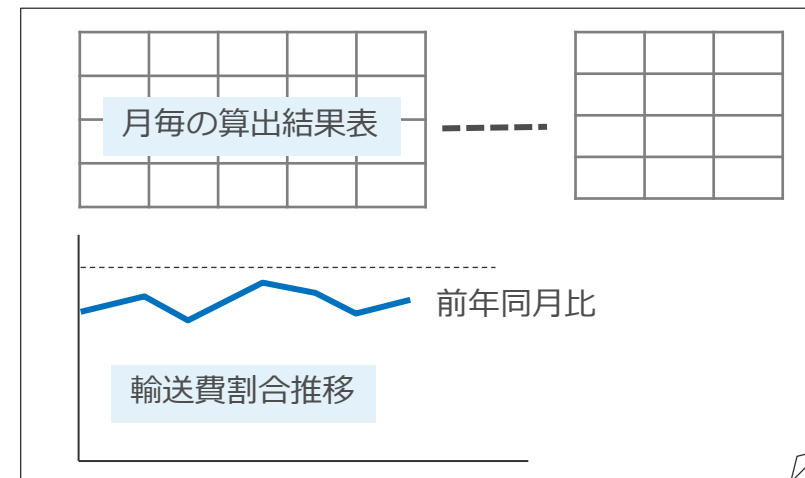 月毎の算出結果表
前年同月比
輸送費割合推移